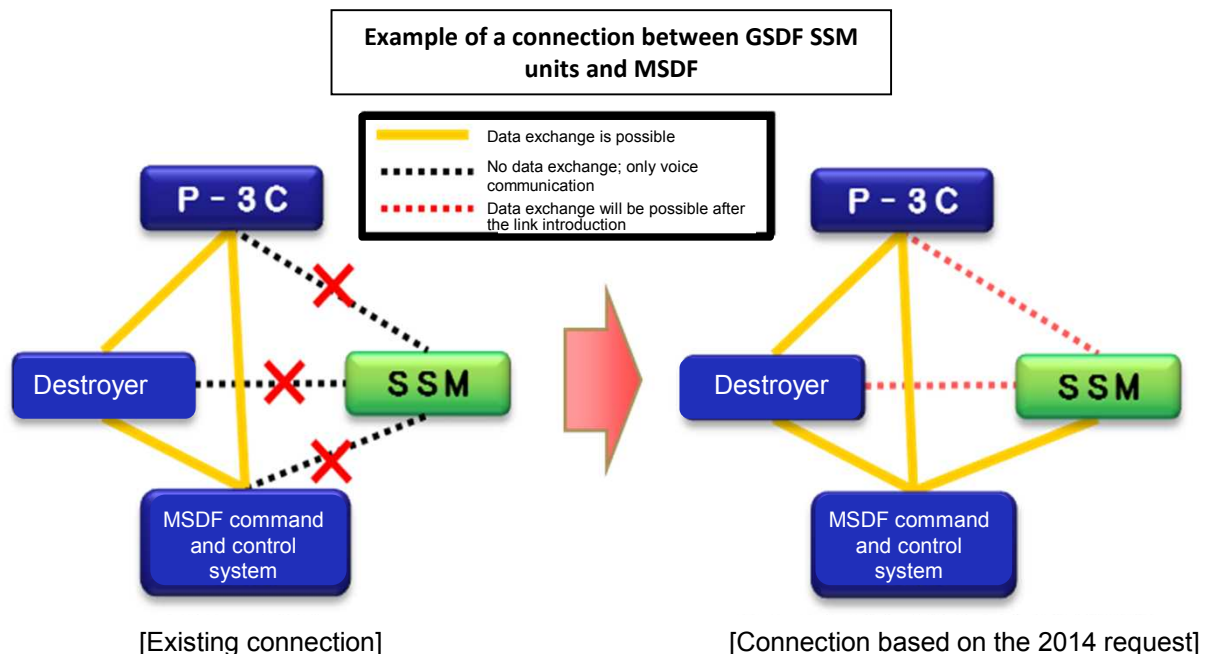 Example of a connection between GSDF SSM
units and MSDF
Data exchange is possible
No data exchange; only voice
communication
Data exchange will be possible after
the link introduction
P-3C
Destroyer
SSM
MSDF command
and control
system
[Existing connection]
P-3C
Destroyer
SSM
MSDF command
and control
system
[Connection based on the 2014 request]